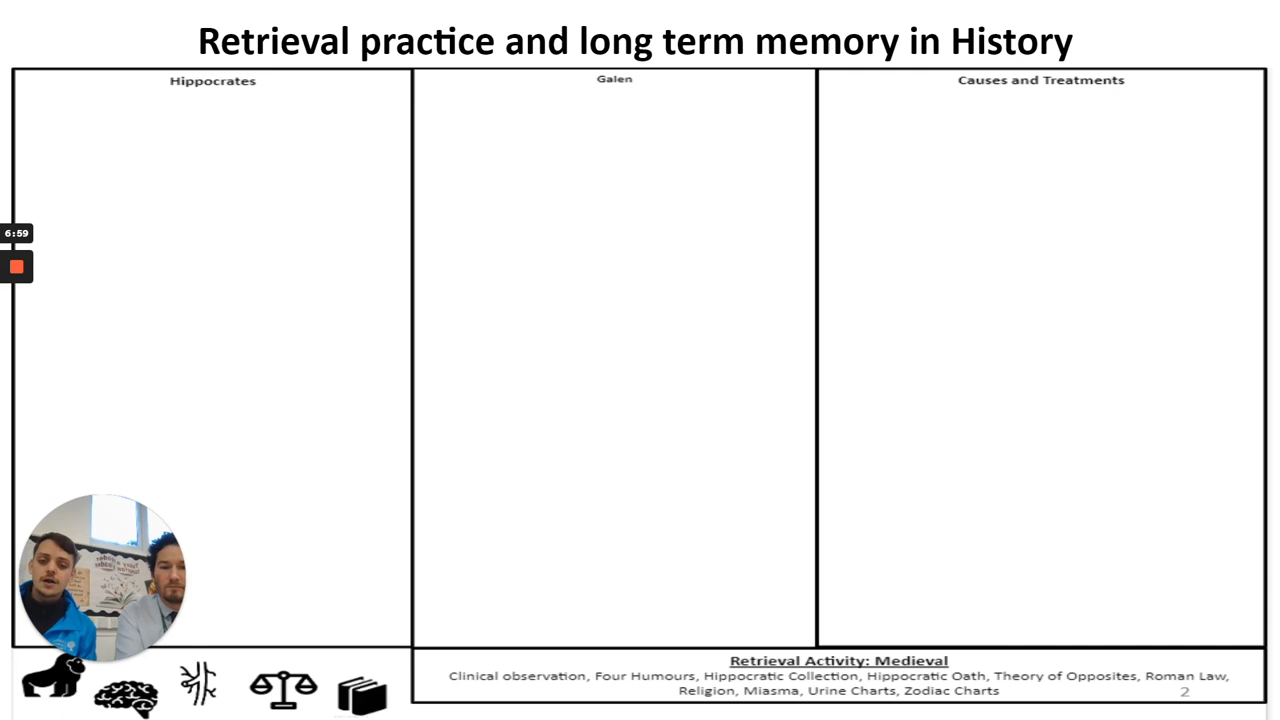 Retrieval practice and long term memory in History
Hippocrates
Galen
Causes and Treatments
6:59
Retrieval Activity: Medieval
Clinical observation, Four Humours, Hippocratic Collection, Hippocratic Oath, Theory of Opposites, Roman Law,
Religion, Miasma, Urine Charts, Zodiac Charts
2